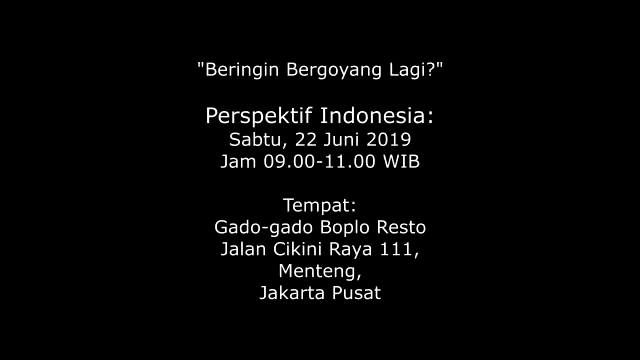 "Beringin Bergoyang Lagi?"
Perspektif Indonesia:
Sabtu, 22 Juni 2019
Jam 09.00-11.00 WIB
Tempat:
Gado-gado Boplo Resto
Jalan Cikini Raya 111,
Menteng,
Jakarta Pusat